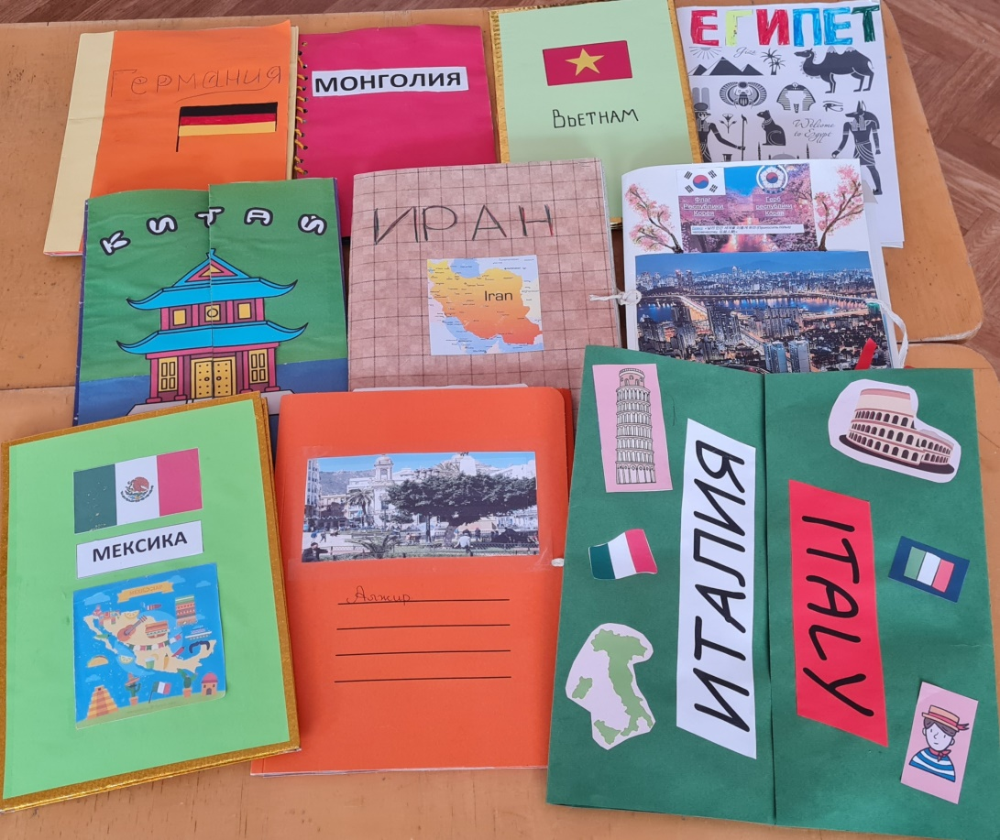 Германия
МОНГОЛИЯ
Вьетнам
ЕГИПЕТ
Giza
Welcome
to Egypt
КИТАЙ
ИРАН
Iran
Флаг
Республики
Корея
Герб
республики
Корея
МЕКСИКА
Алжир
ИТАЛИЯ
ITALY